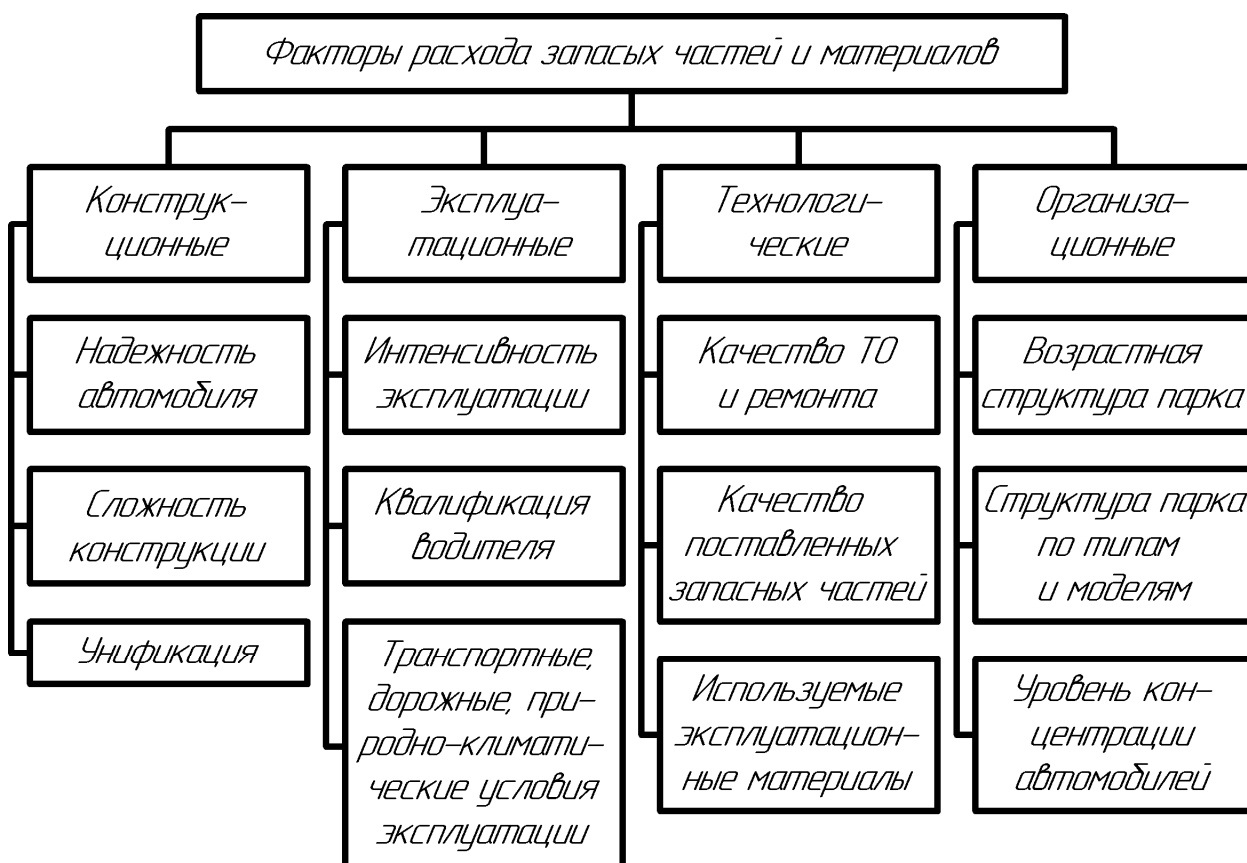 Факторы расхода запасых частей и материалов
Конструк-
ционные
Надежность
автомобиля
Сложность
конструкции
Унификация
Эксплуа-
тационные
Интенсивность
эксплуатации
Квалификация
водителя
Транспортные,
дорожные, при-
родно-климати-
ческие условия
эксплуатации
Технологи-
ческие
Качество ТО
и ремонта
Качество
поставленных
запасных частей
Используемые
эксплуатацион-
ные материалы
Организа-
ционные
Возрастная
структура парка
Структура парка
по типам
и моделям
Уровень кон-
центрации
автомобилей